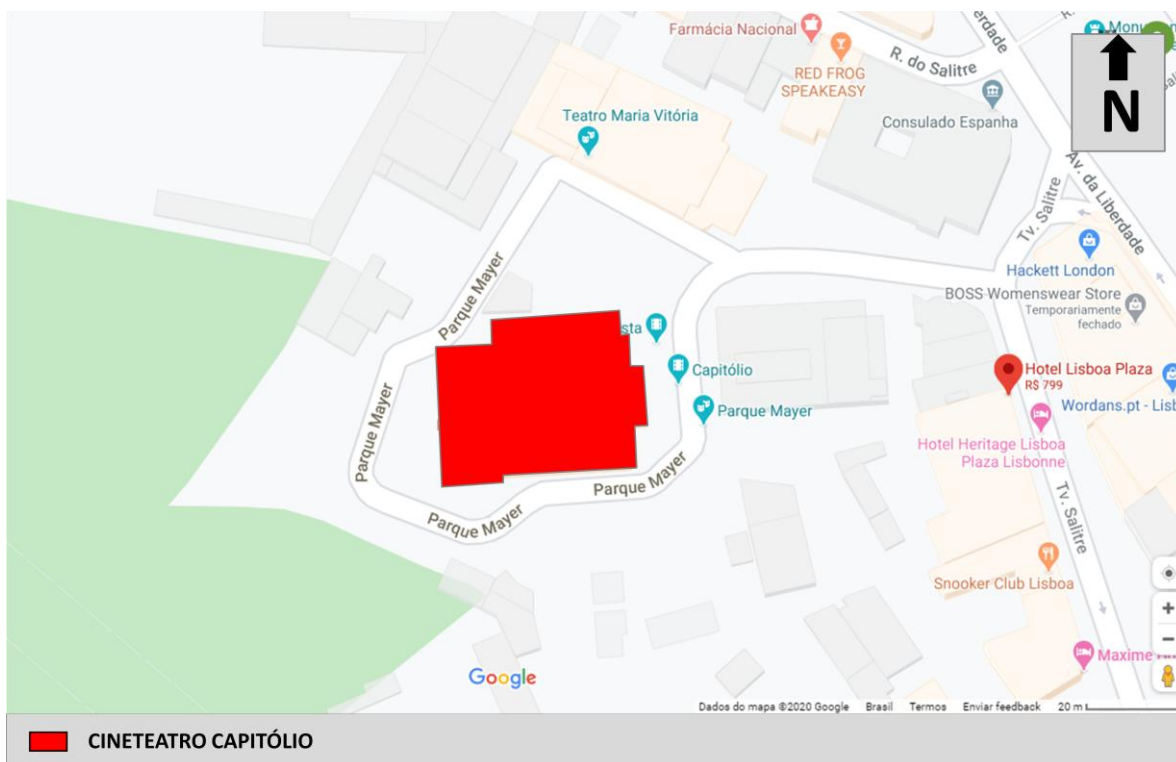 Farmácia Nacional
RED FROG
SPEAKEASY
R. do Salitre
Consulado Espanha
N
Teatro Maria Vitória
Av. da Liberdade
Tv. Salitre
Hackett London
BOSS Womenswear Store
Temporariamente
fechado
Parque Mayer
sta
Capitólio
Parque Mayer
Hotel Lisboa Plaza
R$ 799
Wordans.pt - Lisb
Hotel Heritage Lisboa
Plaza Lisbonne
Parque Mayer
Parque Mayer
Parque Mayer
Tv. Salitre
Snooker Club Lisboa
Maxime
Google
Dados do mapa ©2020 Google Brasil Termos Enviar feedback 20 m
CINETEATRO CAPITÓLIO